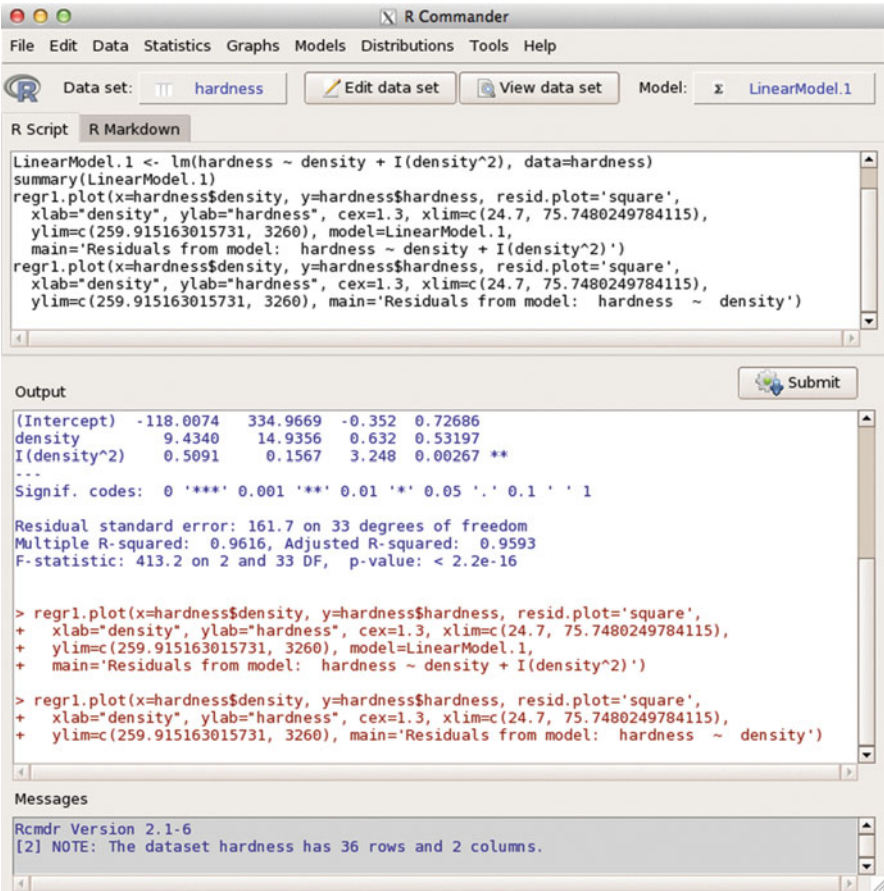 R Commander
File Edit Data Statistics Graphs Models Distributions Tools Help
R Data set: hardness Edit data set View data set Model: Σ LinearModel.1
R Script R Markdown
LinearModel.1 <- lm(hardness ~ density + I(density^2), data=hardness)
summary(LinearModel.1)
regr1.plot(x=hardness$density, y=hardness$hardness, resid.plot='square',
  xlab="density", ylab="hardness", cex=1.3, xlim=c(24.7, 75.7480249784115),
  ylim=c(259.915163015731, 3260), model=LinearModel.1,
  main='Residuals from model:  hardness ~ density + I(density^2)')
regr1.plot(x=hardness$density, y=hardness$hardness, resid.plot='square',
  xlab="density", ylab="hardness", cex=1.3, xlim=c(24.7, 75.7480249784115),
  ylim=c(259.915163015731, 3260), main='Residuals from model:  hardness  ~  density')
Submit
Output
(Intercept) -118.0074   334.9669  -0.352  0.72686
density        9.4340    14.9356   0.632  0.53197
I(density^2)   0.5091     0.1567   3.248  0.00267 **
---
Signif. codes:  0 '***' 0.001 '**' 0.01 '*' 0.05 '.' 0.1 ' ' 1
Residual standard error: 161.7 on 33 degrees of freedom
Multiple R-squared:  0.9616, Adjusted R-squared:  0.9593
F-statistic: 413.2 on 2 and 33 DF,  p-value: < 2.2e-16
> regr1.plot(x=hardness$density, y=hardness$hardness, resid.plot='square',
+   xlab="density", ylab="hardness", cex=1.3, xlim=c(24.7, 75.7480249784115),
+   ylim=c(259.915163015731, 3260), model=LinearModel.1,
+   main='Residuals from model:  hardness ~ density + I(density^2)')
> regr1.plot(x=hardness$density, y=hardness$hardness, resid.plot='square',
+   xlab="density", ylab="hardness", cex=1.3, xlim=c(24.7, 75.7480249784115),
+   ylim=c(259.915163015731, 3260), main='Residuals from model:  hardness  ~  density')
Messages
Rcmdr Version 2.1-6
[2] NOTE: The dataset hardness has 36 rows and 2 columns.